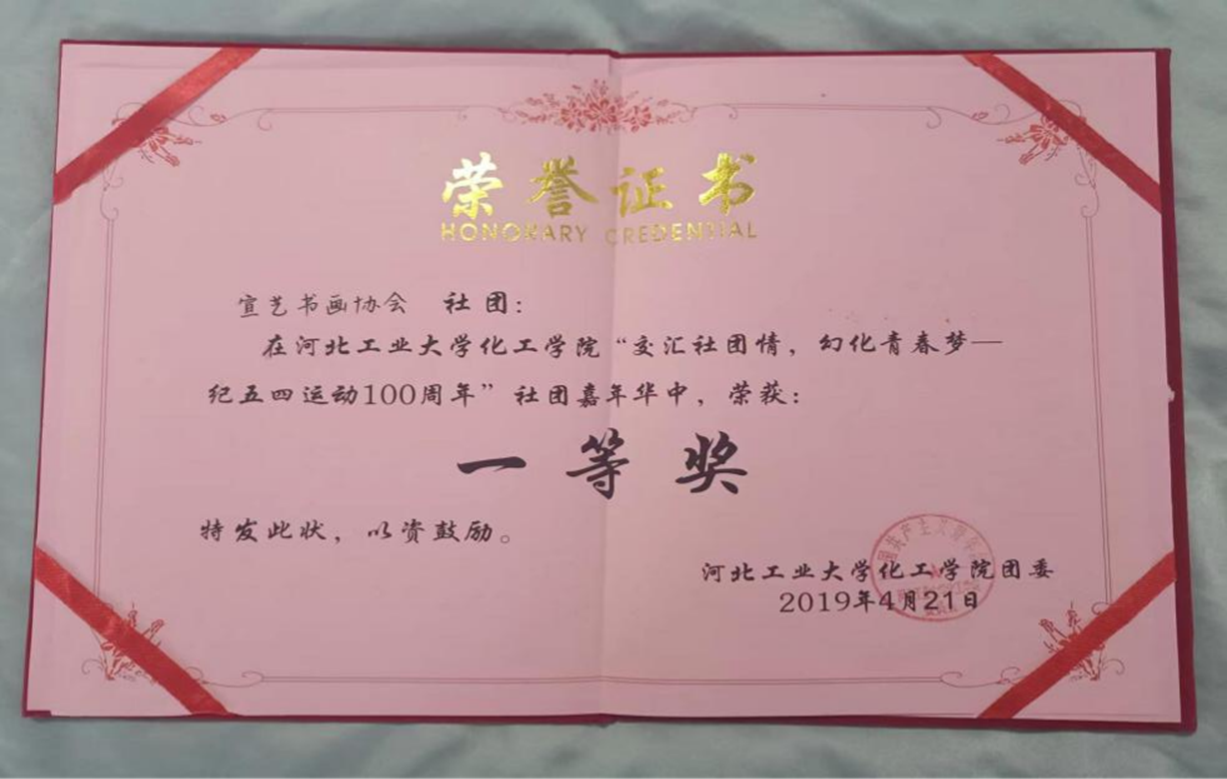 荣誉证书
HONORARY CREDENTIAL
宣艺书画协会 社团：
在河北工业大学化工学院“交汇社团情，幻化青春梦—
纪五四运动100周年”社团嘉年华中，荣获：
一等奖
特发此状，以资鼓励。
河北工业大学化工学院团委
2019年4月21日